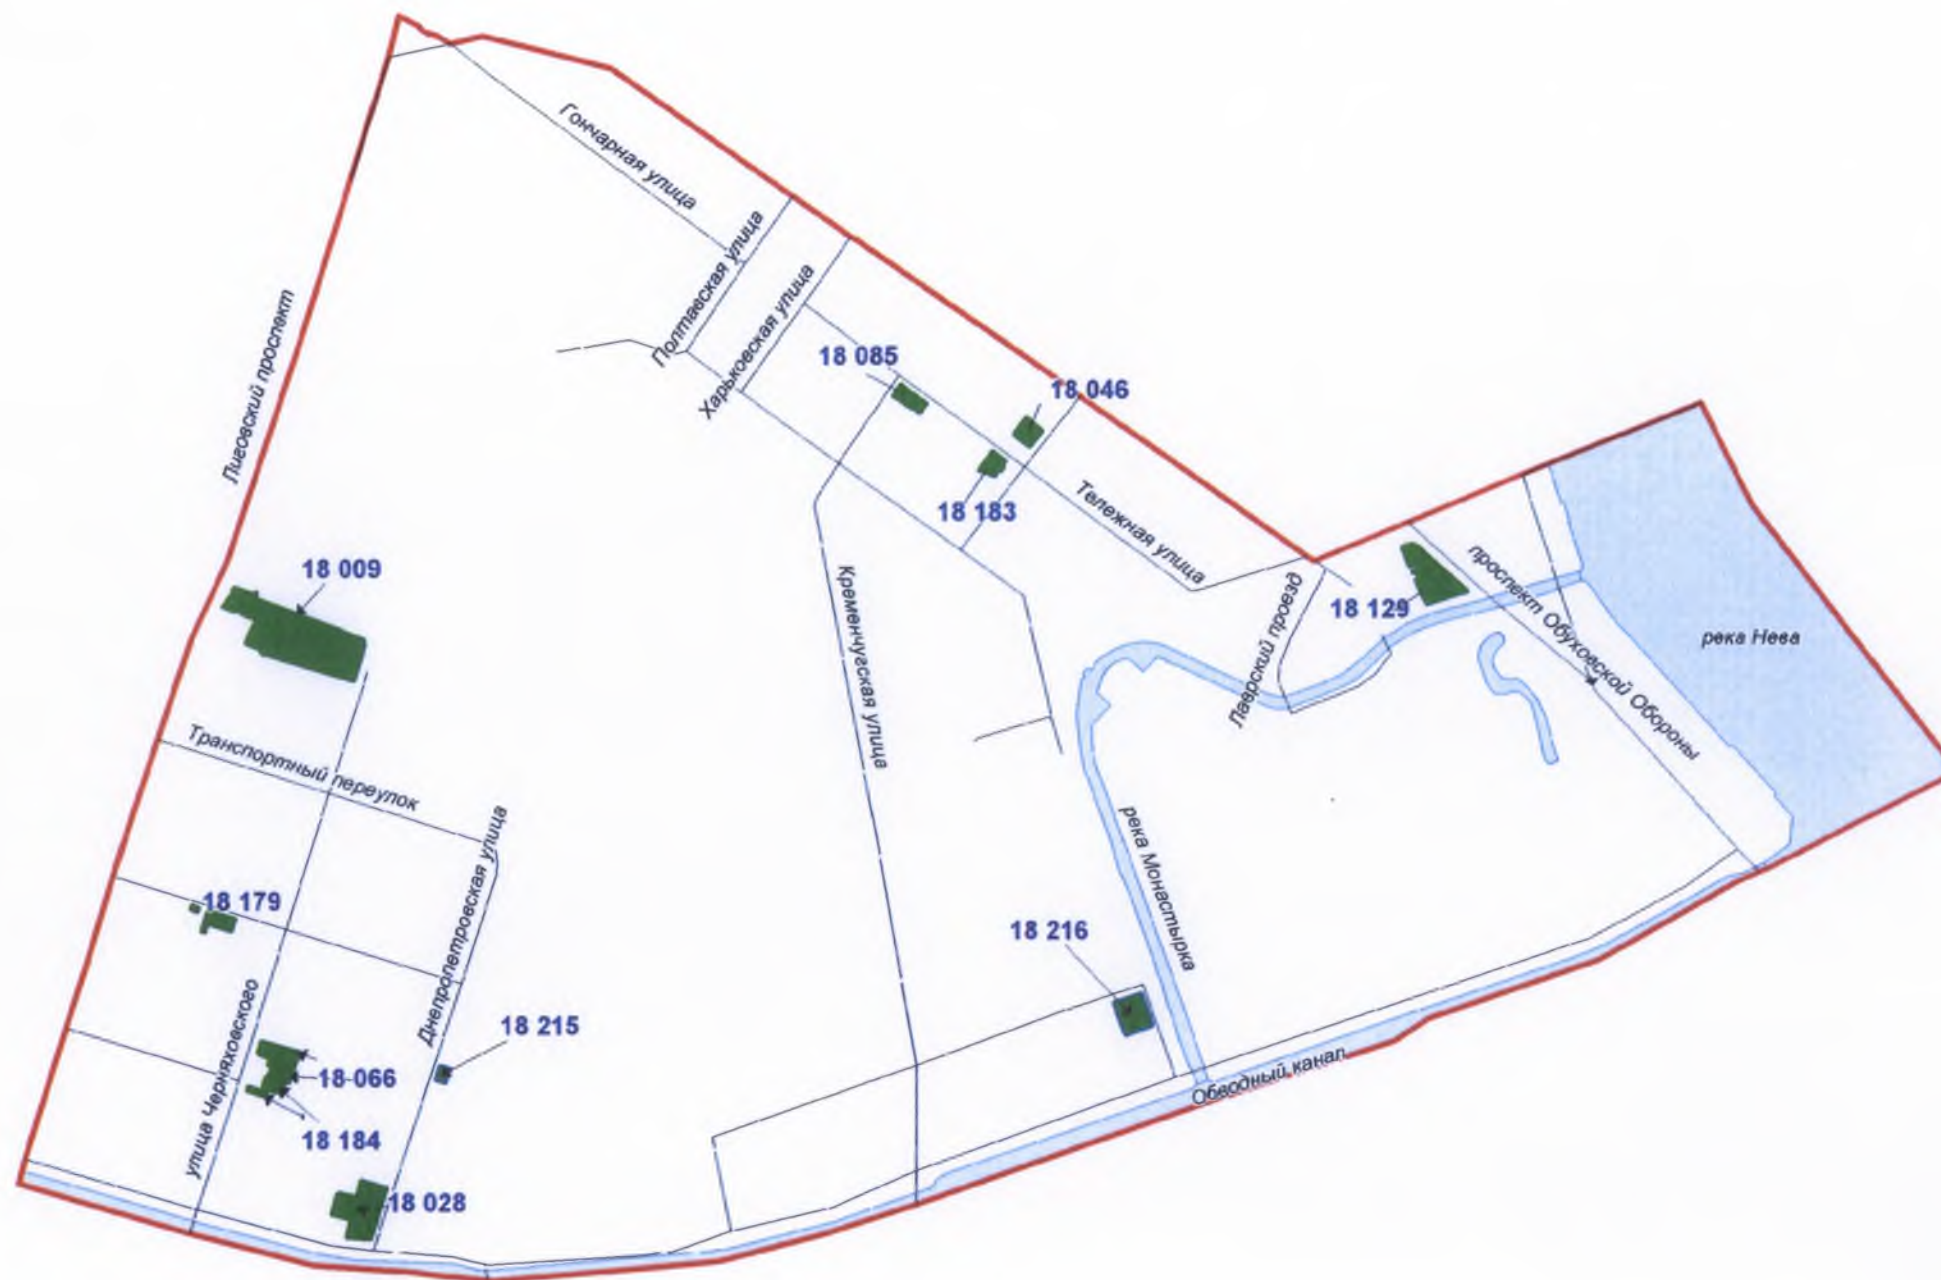 Гончарная улица
Полтавская улица
Харьковская улица
Лиговский проспект
18 085
18 046
18 183
Тележная улица
18 009
Кременчугская улица
Лаврский проезд
18 129
проспект Обуховской Обороны
река Нева
Транспортный переулок
Днепропетровская улица
река Монастырка
18 179
18 216
улица Черняховского
18 215
18 066
Обводный канал
18 184
18 028